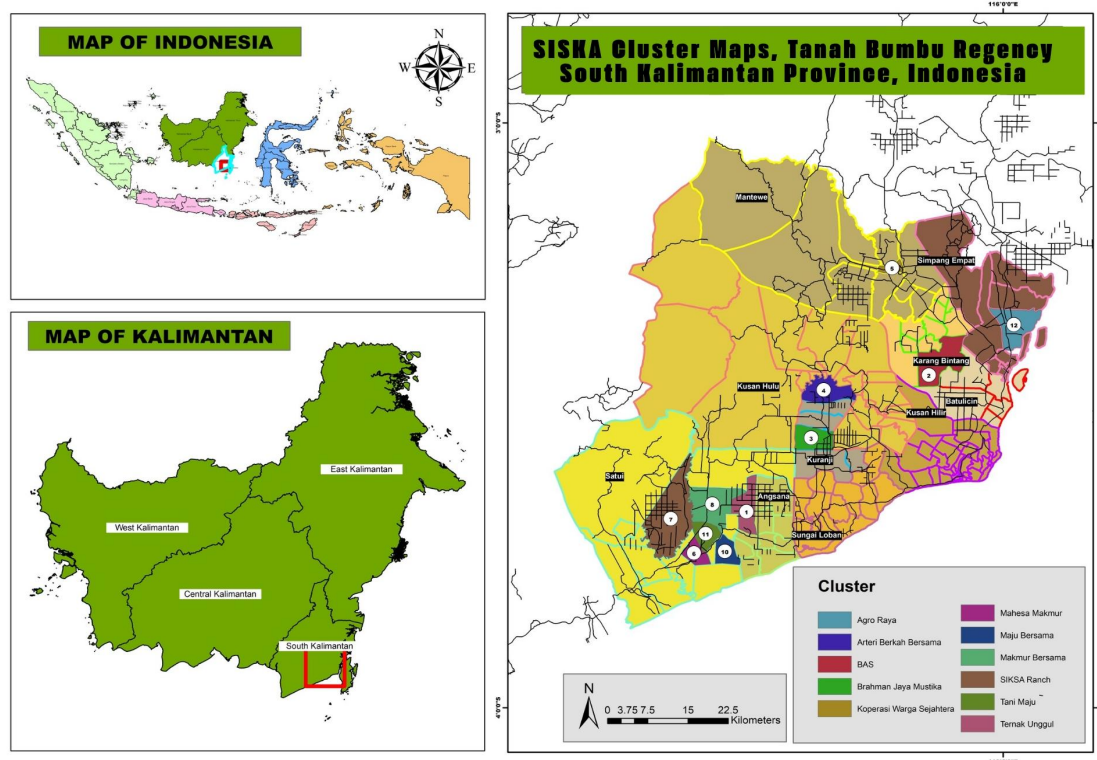 MAP OF INDONESIA
N
W
E
S
MAP OF KALIMANTAN
East Kalimantan
West Kalimantan
Central Kalimantan
South Kalimantan
116°0'0"E
SISKA Cluster Maps, Tanah Bumbu Regency
South Kalimantan Province, Indonesia
3°0'0"S
4°0'0"S
Mantewe
Simpang Empat
5
12
Karang Bintang
2
Kusan Hulu
4
Batulicin
Kusan Hilir
3
Kuranji
Satui
Angsana
8
1
7
11
Sungai Loban
6
10
N
0 3.75 7.5 15 22.5
Kilometers
Cluster
Agro Raya
Arteri Berkah Bersama
BAS
Brahman Jaya Mustika
Koperasi Warga Sejahtera
Mahesa Makmur
Maju Bersama
Makmur Bersama
SIKSA Ranch
Tani Maju
Ternak Unggul